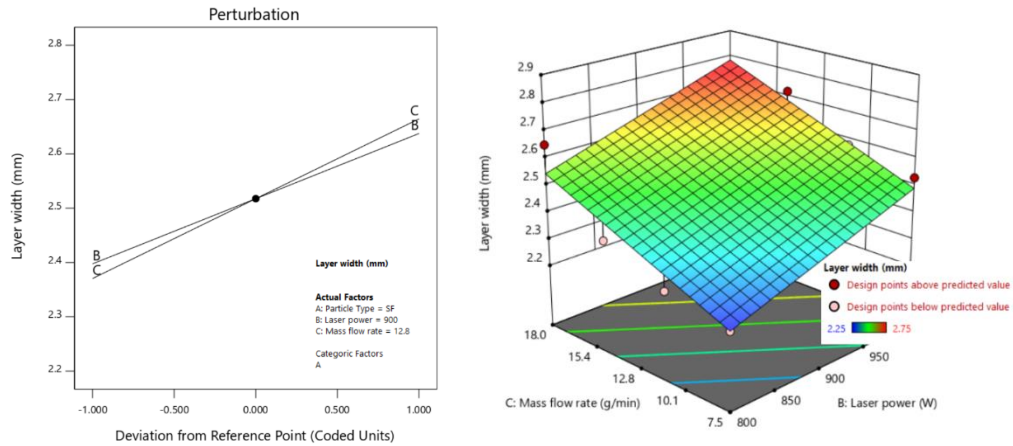 Perturbation
2.8
2.7
2.6
2.5
2.4
2.3
2.2
Layer width (mm)
C
B
B
C
Layer width (mm)
Actual Factors
A: Particle Type = SF
B: Laser power = 900
C: Mass flow rate = 12.8
Categoric Factors
A
-1.000 -0.500 0.000 0.500 1.000
Deviation from Reference Point (Coded Units)
2.9
2.8
2.7
2.6
2.5
2.4
2.3
2.2
Layer width (mm)
Layer width (mm)
Design points above predicted value
Design points below predicted value
2.25 2.75
18.0
15.4
12.8
10.1
7.5
C: Mass flow rate (g/min)
800
850
900
950
B: Laser power (W)